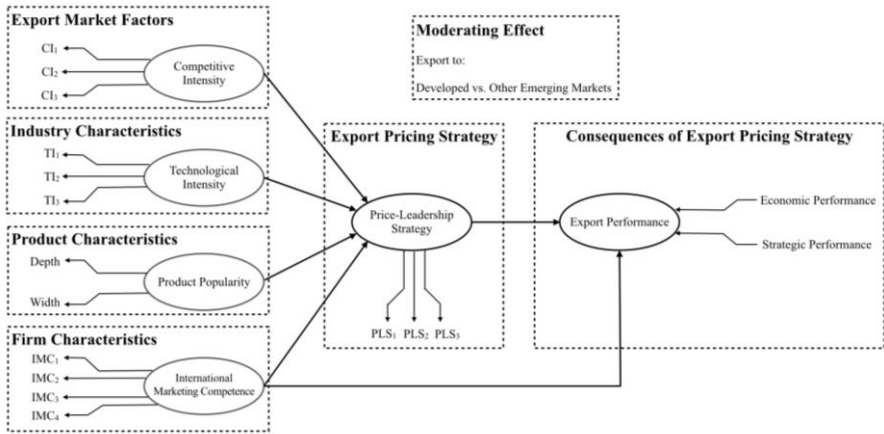 Export Market Factors
CI₁
CI₂
CI₃
Competitive
Intensity
Industry Characteristics
TI₁
TI₂
TI₃
Technological
Intensity
Product Characteristics
Depth
Width
Product Popularity
Firm Characteristics
IMC₁
IMC₂
IMC₃
IMC₄
International
Marketing Competence
Moderating Effect
Export to:
Developed vs. Other Emerging Markets
Export Pricing Strategy
Price-Leadership
Strategy
PLS₁ PLS₂ PLS₃
Consequences of Export Pricing Strategy
Export Performance
Economic Performance
Strategic Performance